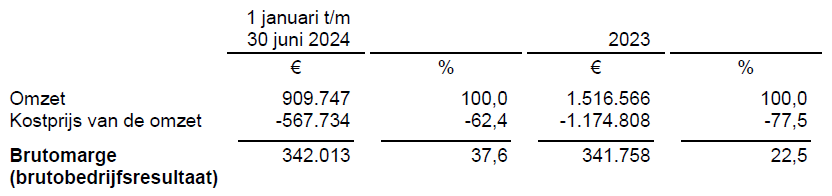 1 januari t/m
30 juni 2024 2023
€ % € %
Omzet 909.747 100,0 1.516.566 100,0
Kostprijs van de omzet -567.734 -62,4 -1.174.808 -77,5
Brutomarge 342.013 37,6 341.758 22,5
(brutobedrijfsresultaat)